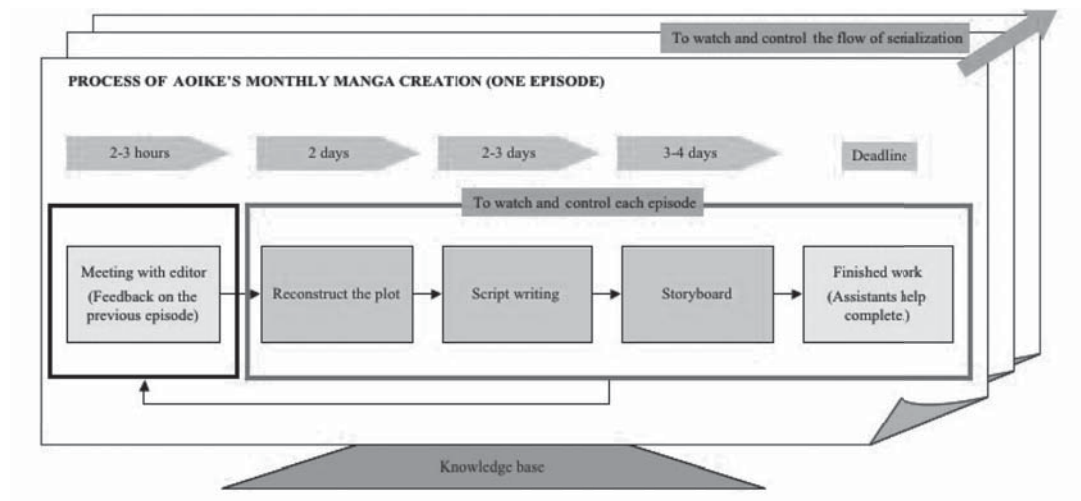 To watch and control the flow of serialization
PROCESS OF AOIKE'S MONTHLY MANGA CREATION (ONE EPISODE)
2-3 hours
2 days
2-3 days
3-4 days
Deadline
To watch and control each episode
Meeting with editor
(Feedback on the
previous episode)
Reconstruct the plot
Script writing
Storyboard
Finished work
(Assistants help
complete.)
Knowledge base